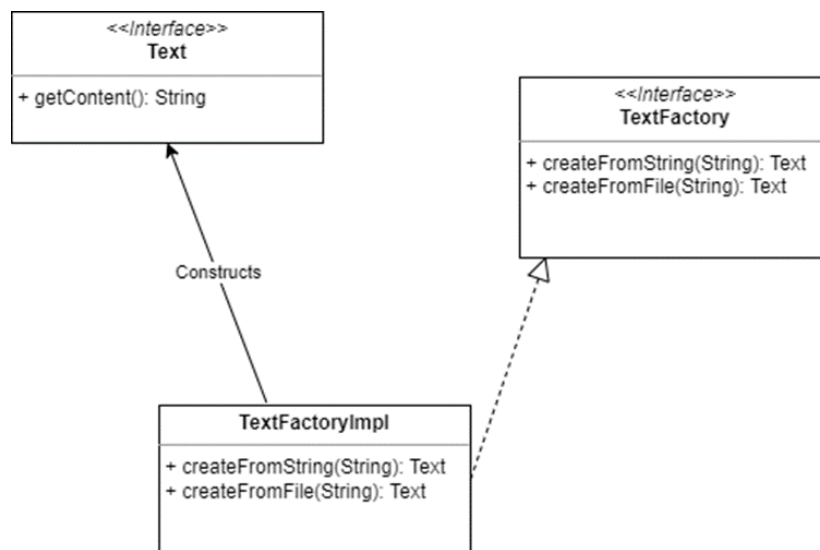 <<Interface>>
Text
+ getContent(): String
<<Interface>>
TextFactory
+ createFromString(String): Text
+ createFromFile(String): Text
Constructs
TextFactoryImpl
+ createFromString(String): Text
+ createFromFile(String): Text